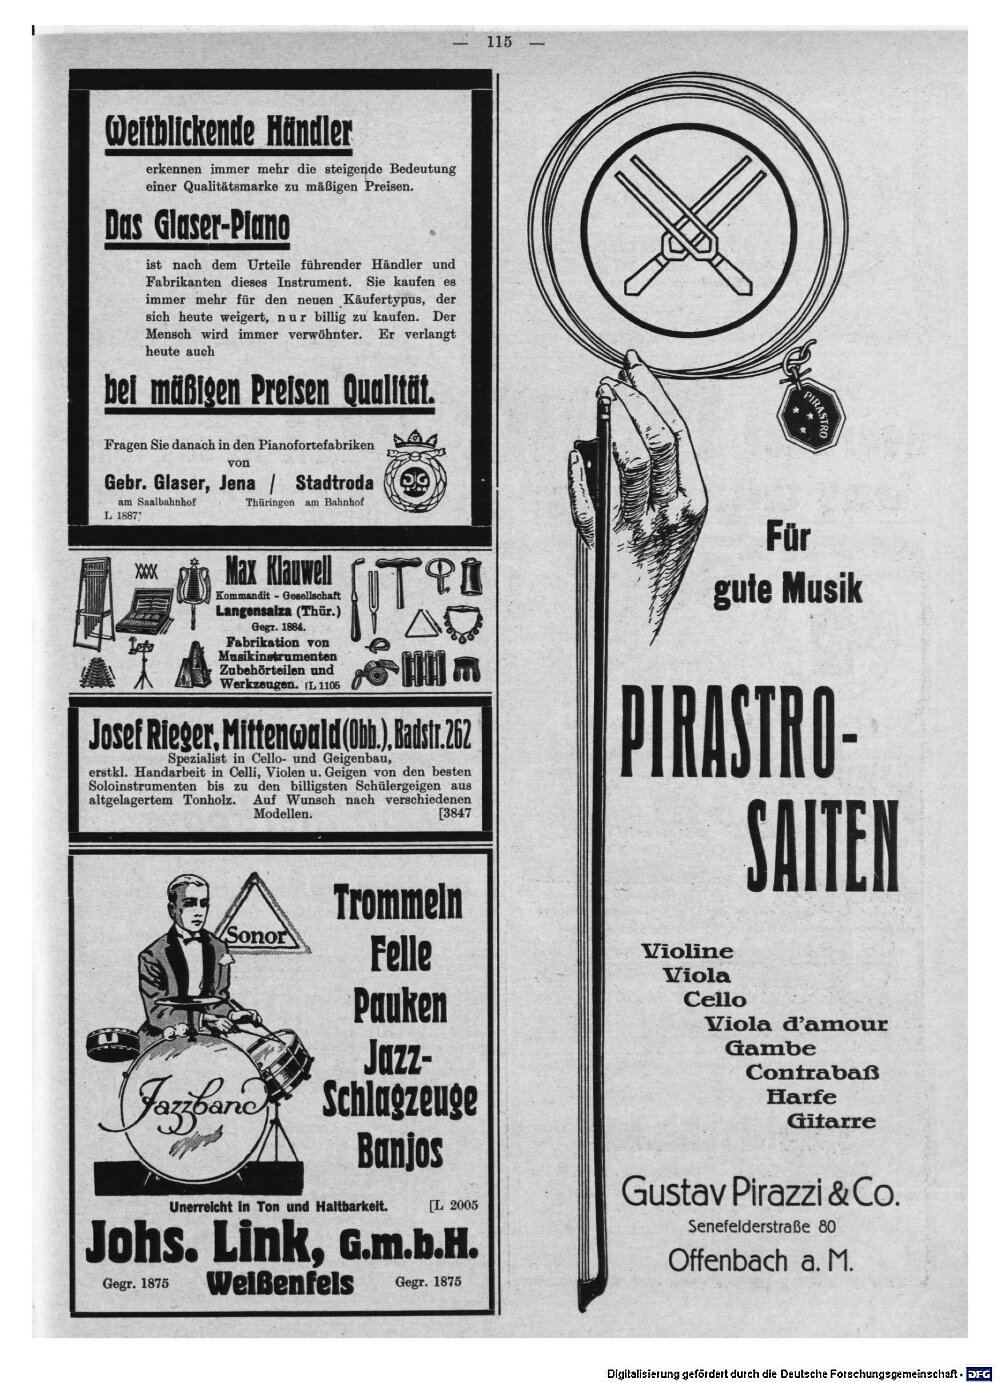 — 115 —
Weitblickende Händler
erkennen immer mehr die steigende Bedeutung
einer Qualitätsmarke zu mäßigen Preisen.
Das Glaser-Piano
ist nach dem Urteile führender Händler und
Fabrikanten dieses Instrument. Sie kaufen es
immer mehr für den neuen Käufertypus, der
sich heute weigert, nur billig zu kaufen. Der
Mensch wird immer verwöhnter. Er verlangt
heute auch
bei mäßigen Preisen Qualität.
Fragen Sie danach in den Pianofortefabriken
von
Gebr. Glaser, Jena / Stadtroda
am Saalbahnhof Thüringen am Bahnhof
L 1887
Max Klauwell
Kommandit - Gesellschaft
Langensalza (Thür.)
Gegr. 1884.
Fabrikation von
Musikinstrumenten
Zubehörteilen und
Werkzeugen. [L 1105
Josef Rieger, Mittenwald (Obb.), Badstr. 262
Spezialist in Cello- und Geigenbau,
erstkl. Handarbeit in Celli, Violen u. Geigen von den besten
Soloinstrumenten bis zu den billigsten Schülergeigen aus
altgelagertem Tonholz. Auf Wunsch nach verschiedenen
Modellen. [3847
Sonor
Jazzband
Trommeln
Felle
Pauken
Jazz-
Schlagzeuge
Banjos
Unerreicht in Ton und Haltbarkeit. [L 2005
Johs. Link, G.m.b.H.
Gegr. 1875 Weißenfels Gegr. 1875
PIRASTRO
Für
gute Musik
PIRASTRO-
SAITEN
Violine
Viola
Cello
Viola d'amour
Gambe
Contrabaß
Harfe
Gitarre
Gustav Pirazzi & Co.
Senefelderstraße 80
Offenbach a. M.
Digitalisierung gefördert durch die Deutsche Forschungsgemeinschaft - DFG